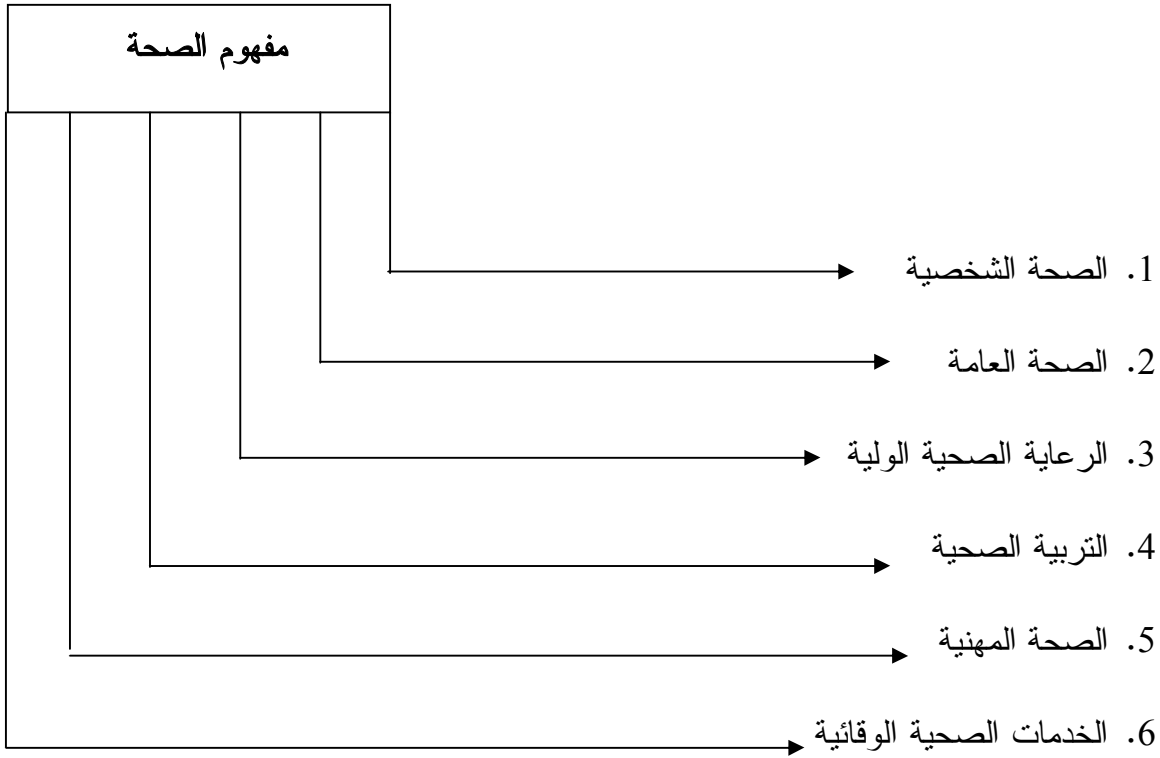 مفهوم الصحة
1. الصحة الشخصية
2. الصحة العامة
3. الرعاية الصحية الولية
4. التربية الصحية
5. الصحة المهنية
6. الخدمات الصحية الوقائية